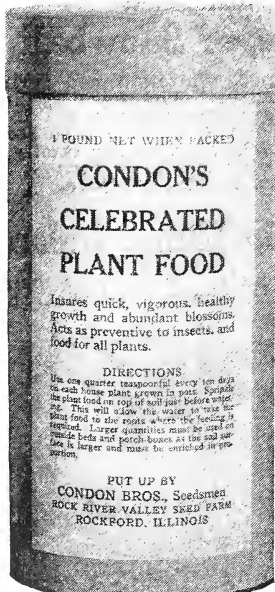 1 POUND NET WHEN PACKED
CONDON'S
CELEBRATED
PLANT FOOD
Insures quick, vigorous, healthy
growth and abundant blossoms.
Acts as preventive to insects, and
food for all plants.
DIRECTIONS
Use one quarter teaspoonful every ten days
on each house plant grown in pots. Sprinkle
the plant food on top of soil just before water-
ing. This will allow the water to take the
plant food to the roots where the feeding is
required. Larger quantities must be used on
outside beds and porch boxes as the soil sur-
face is larger and must be enriched in pro-
portion.
PUT UP BY
CONDON BROS., Seedsmen
ROCK RIVER VALLEY SEED FARM
ROCKFORD, ILLINOIS